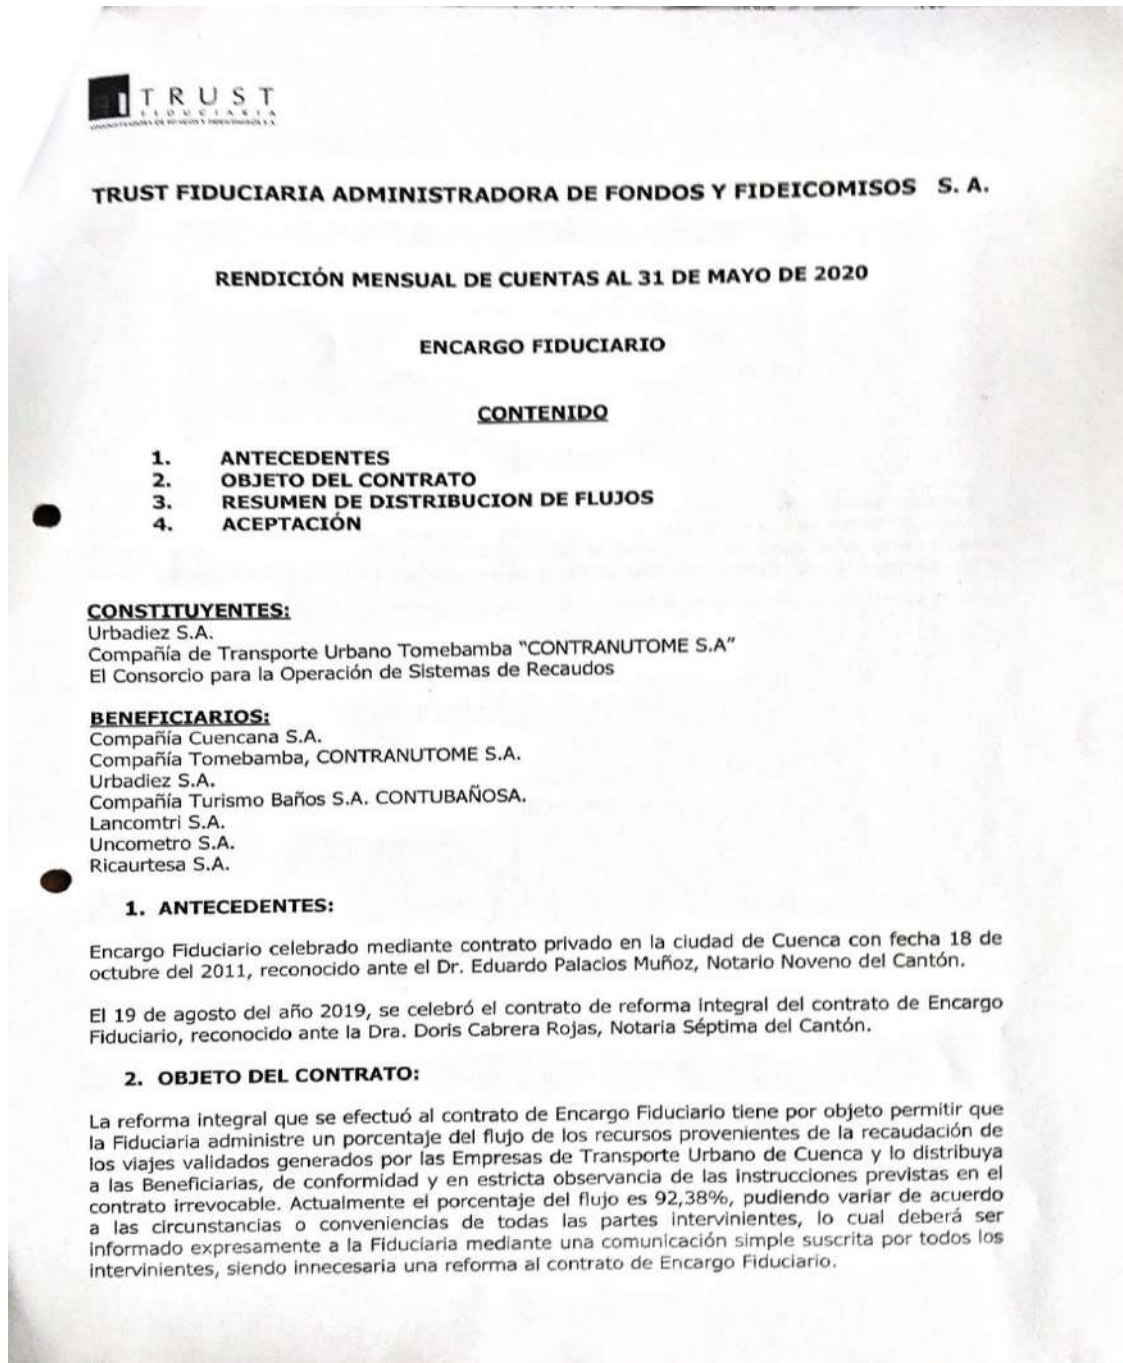 TRUST
FIDUCIARIA
ADMINISTRADORA DE FONDOS Y FIDEICOMISOS S.A.
TRUST FIDUCIARIA ADMINISTRADORA DE FONDOS Y FIDEICOMISOS S. A.
RENDICIÓN MENSUAL DE CUENTAS AL 31 DE MAYO DE 2020
ENCARGO FIDUCIARIO
CONTENIDO
1. ANTECEDENTES
2. OBJETO DEL CONTRATO
3. RESUMEN DE DISTRIBUCION DE FLUJOS
4. ACEPTACIÓN
CONSTITUYENTES:
Urbadiez S.A.
Compañía de Transporte Urbano Tomebamba “CONTRANUTOME S.A”
El Consorcio para la Operación de Sistemas de Recaudos
BENEFICIARIOS:
Compañía Cuencana S.A.
Compañía Tomebamba, CONTRANUTOME S.A.
Urbadiez S.A.
Compañía Turismo Baños S.A. CONTUBAÑOSA.
Lancomtri S.A.
Uncometro S.A.
Ricaurtesa S.A.
1. ANTECEDENTES:
Encargo Fiduciario celebrado mediante contrato privado en la ciudad de Cuenca con fecha 18 de
octubre del 2011, reconocido ante el Dr. Eduardo Palacios Muñoz, Notario Noveno del Cantón.
El 19 de agosto del año 2019, se celebró el contrato de reforma integral del contrato de Encargo
Fiduciario, reconocido ante la Dra. Doris Cabrera Rojas, Notaria Séptima del Cantón.
2. OBJETO DEL CONTRATO:
La reforma integral que se efectuó al contrato de Encargo Fiduciario tiene por objeto permitir que
la Fiduciaria administre un porcentaje del flujo de los recursos provenientes de la recaudación de
los viajes validados generados por las Empresas de Transporte Urbano de Cuenca y lo distribuya
a las Beneficiarias, de conformidad y en estricta observancia de las instrucciones previstas en el
contrato irrevocable. Actualmente el porcentaje del flujo es 92,38%, pudiendo variar de acuerdo
a las circunstancias o conveniencias de todas las partes intervinientes, lo cual deberá ser
informado expresamente a la Fiduciaria mediante una comunicación simple suscrita por todos los
intervinientes, siendo innecesaria una reforma al contrato de Encargo Fiduciario.